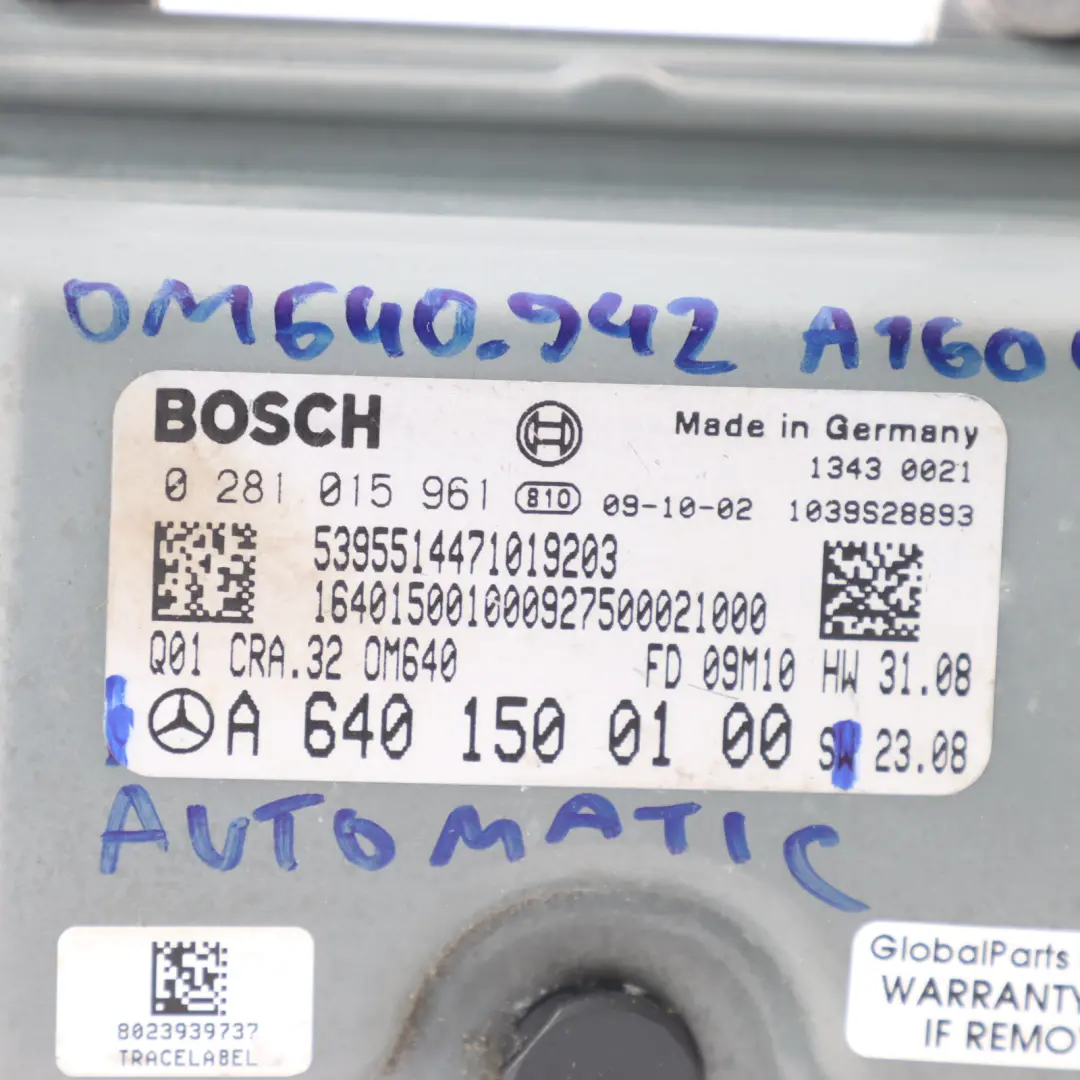 OM640.942 A160
BOSCH
Made in Germany
1343 0021
0 281 015 961 810 09-10-02 1039S28893
5395514471019203
1640150010000927500021000
Q01 CRA.32 OM640 FD 09M10 HW 31.08
A 640 150 01 00 SW 23.08
AUTOMATIC
8023939737
TRACELABEL
GlobalParts
WARRANTY
IF REMO